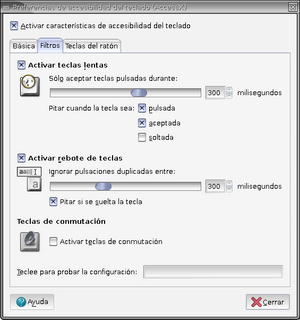 Preferencias de accesibilidad del teclado (AccessX)
Activar características de accesibilidad del teclado
Básica Filtros Teclas del ratón
Activar teclas lentas
Sólo aceptar teclas pulsadas durante:
300 milisegundos
Pitar cuando la tecla sea: pulsada
aceptada
soltada
Activar rebote de teclas
Ignorar pulsaciones duplicadas entre:
300 milisegundos
Pitar si se suelta la tecla
Teclas de conmutación
Activar teclas de conmutación
Teclee para probar la configuración:
Ayuda Cerrar